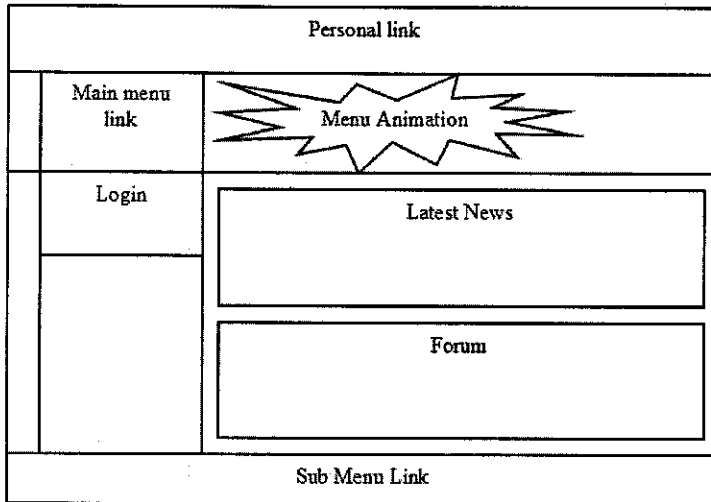 Personal link
Main menu
link
Menu Animation
Login
Latest News
Forum
Sub Menu Link